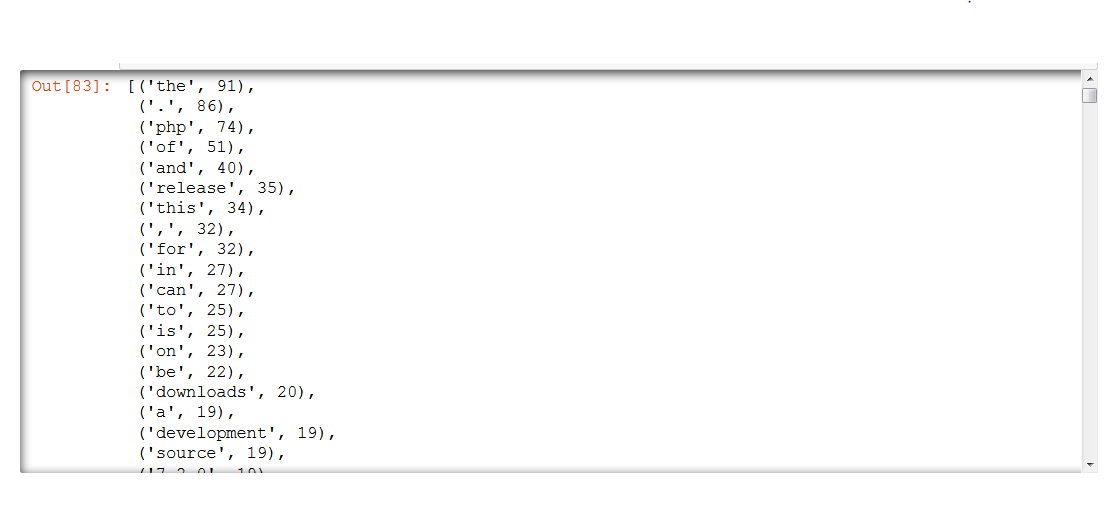 Out[83]: [('the', 91),
('.', 86),
('php', 74),
('of', 51),
('and', 40),
('release', 35),
('this', 34),
(',', 32),
('for', 32),
('in', 27),
('can', 27),
('to', 25),
('is', 25),
('on', 23),
('be', 22),
('downloads', 20),
('a', 19),
('development', 19),
('source', 19),